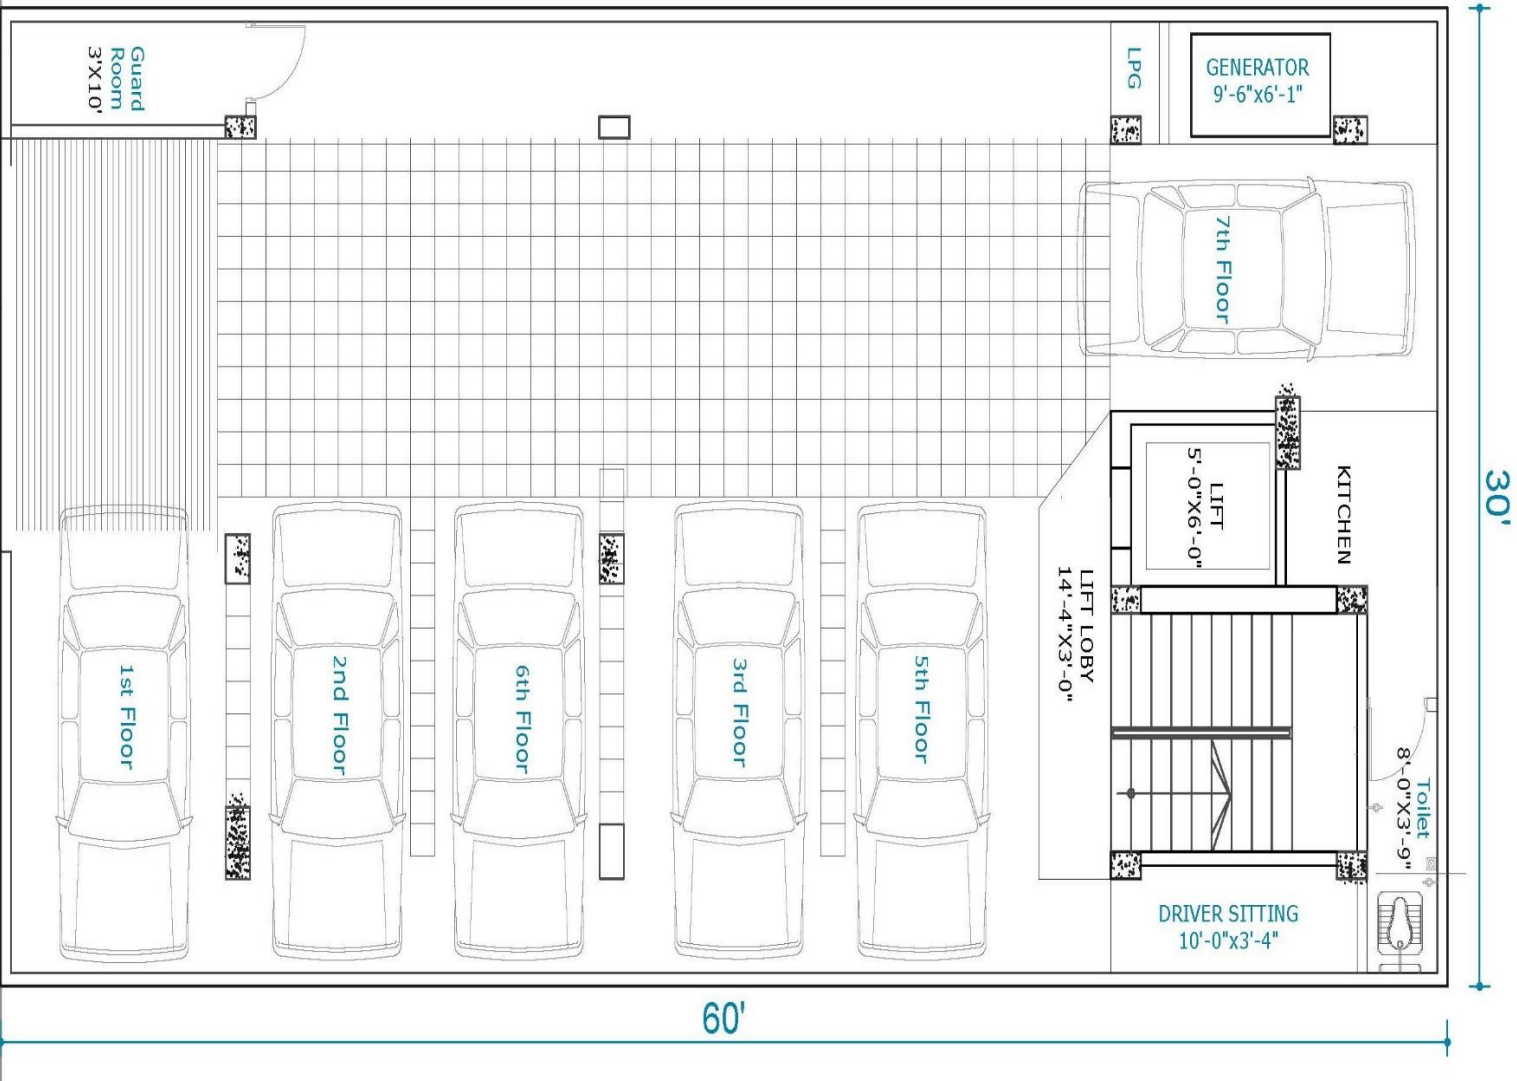 Guard
Room
3'X10'
LPG
GENERATOR
9'-6"x6'-1"
7th Floor
30'
LIFT
5'-0"X6'-0"
KITCHEN
LIFT LOBY
14'-4"X3'-0"
1st Floor
2nd Floor
6th Floor
3rd Floor
5th Floor
Toilet
8'-0"X3'-9"
DRIVER SITTING
10'-0"x3'-4"
60'